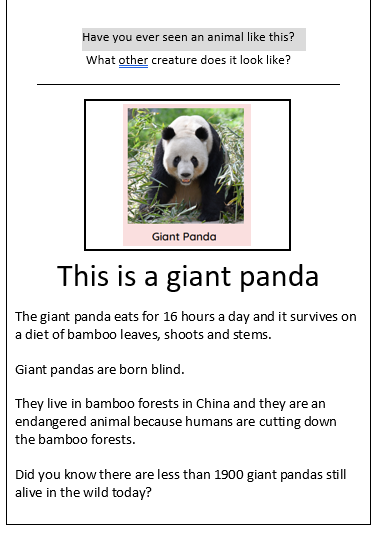 Have you ever seen an animal like this?
What other creature does it look like?
Giant Panda
This is a giant panda
The giant panda eats for 16 hours a day and it survives on
a diet of bamboo leaves, shoots and stems.
Giant pandas are born blind.
They live in bamboo forests in China and they are an
endangered animal because humans are cutting down
the bamboo forests.
Did you know there are less than 1900 giant pandas still
alive in the wild today?